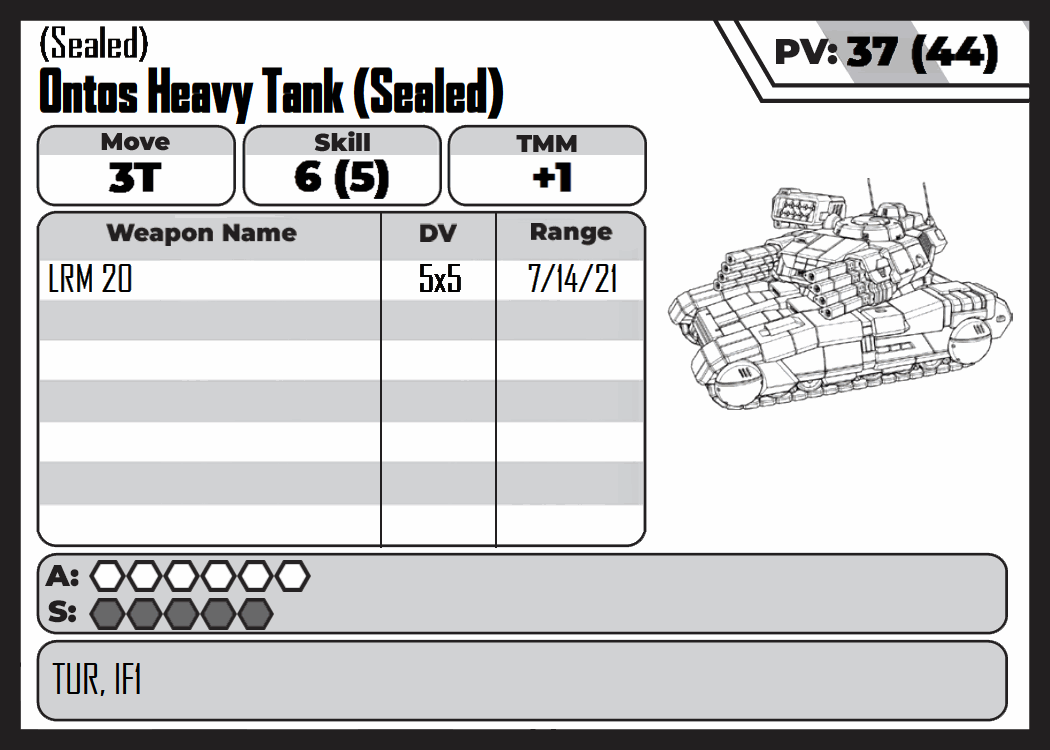 (Sealed)
Ontos Heavy Tank (Sealed)
PV: 37 (44)
Move Skill TMM
3T 6 (5) +1
Weapon Name DV Range
LRM 20 5x5 7/14/21
A:
S:
TUR, IF1